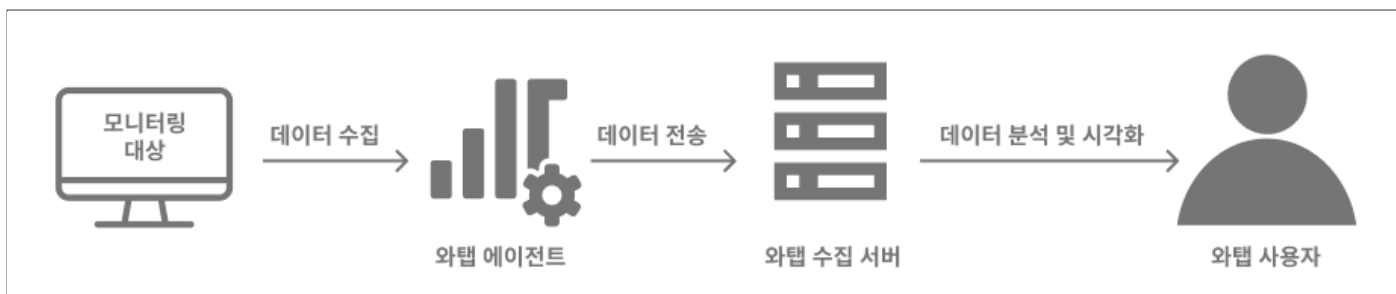 모니터링
대상
데이터 수집
와탭 에이전트
데이터 전송
와탭 수집 서버
데이터 분석 및 시각화
와탭 사용자